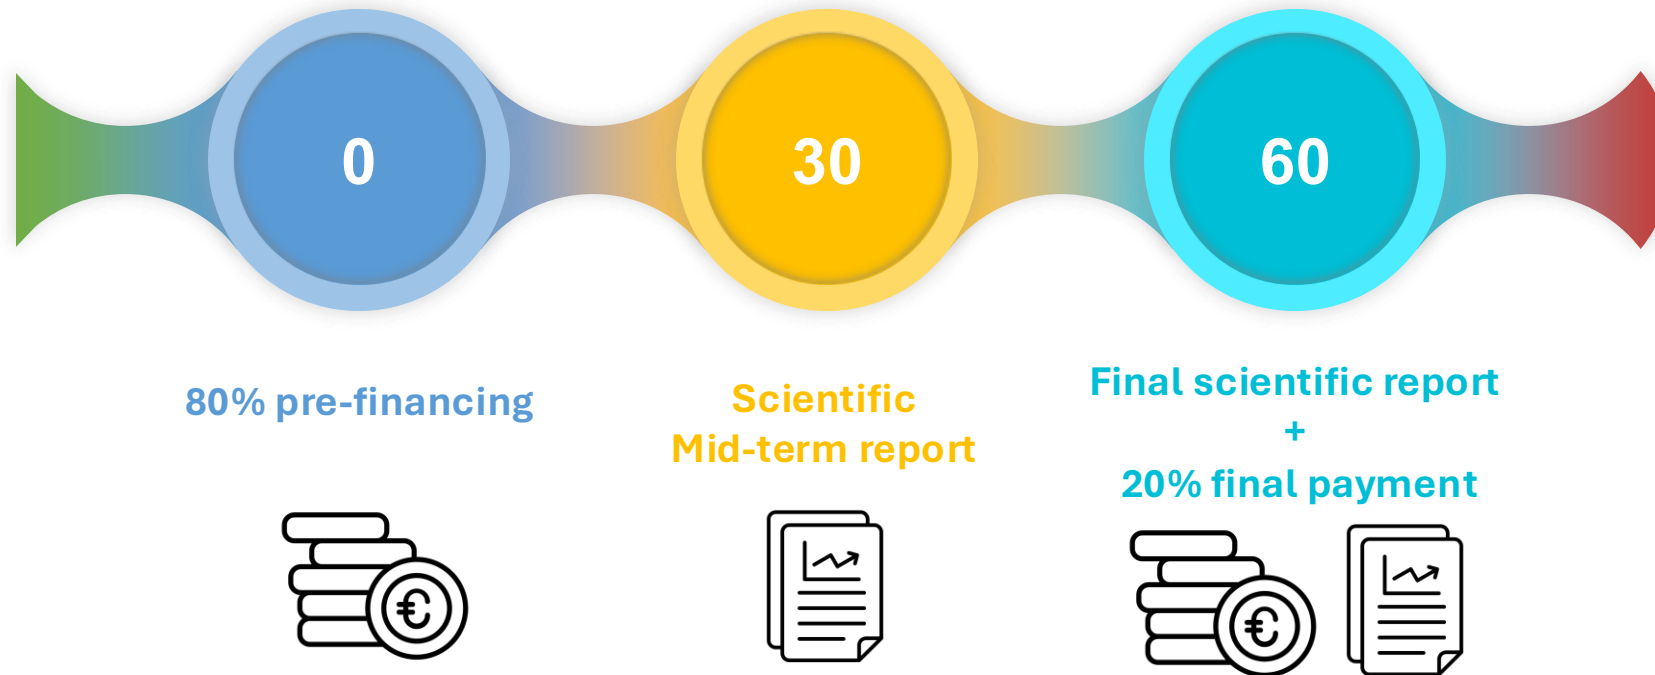 0
30
60
80% pre-financing
Scientific
Mid-term report
Final scientific report
+
20% final payment
€
€